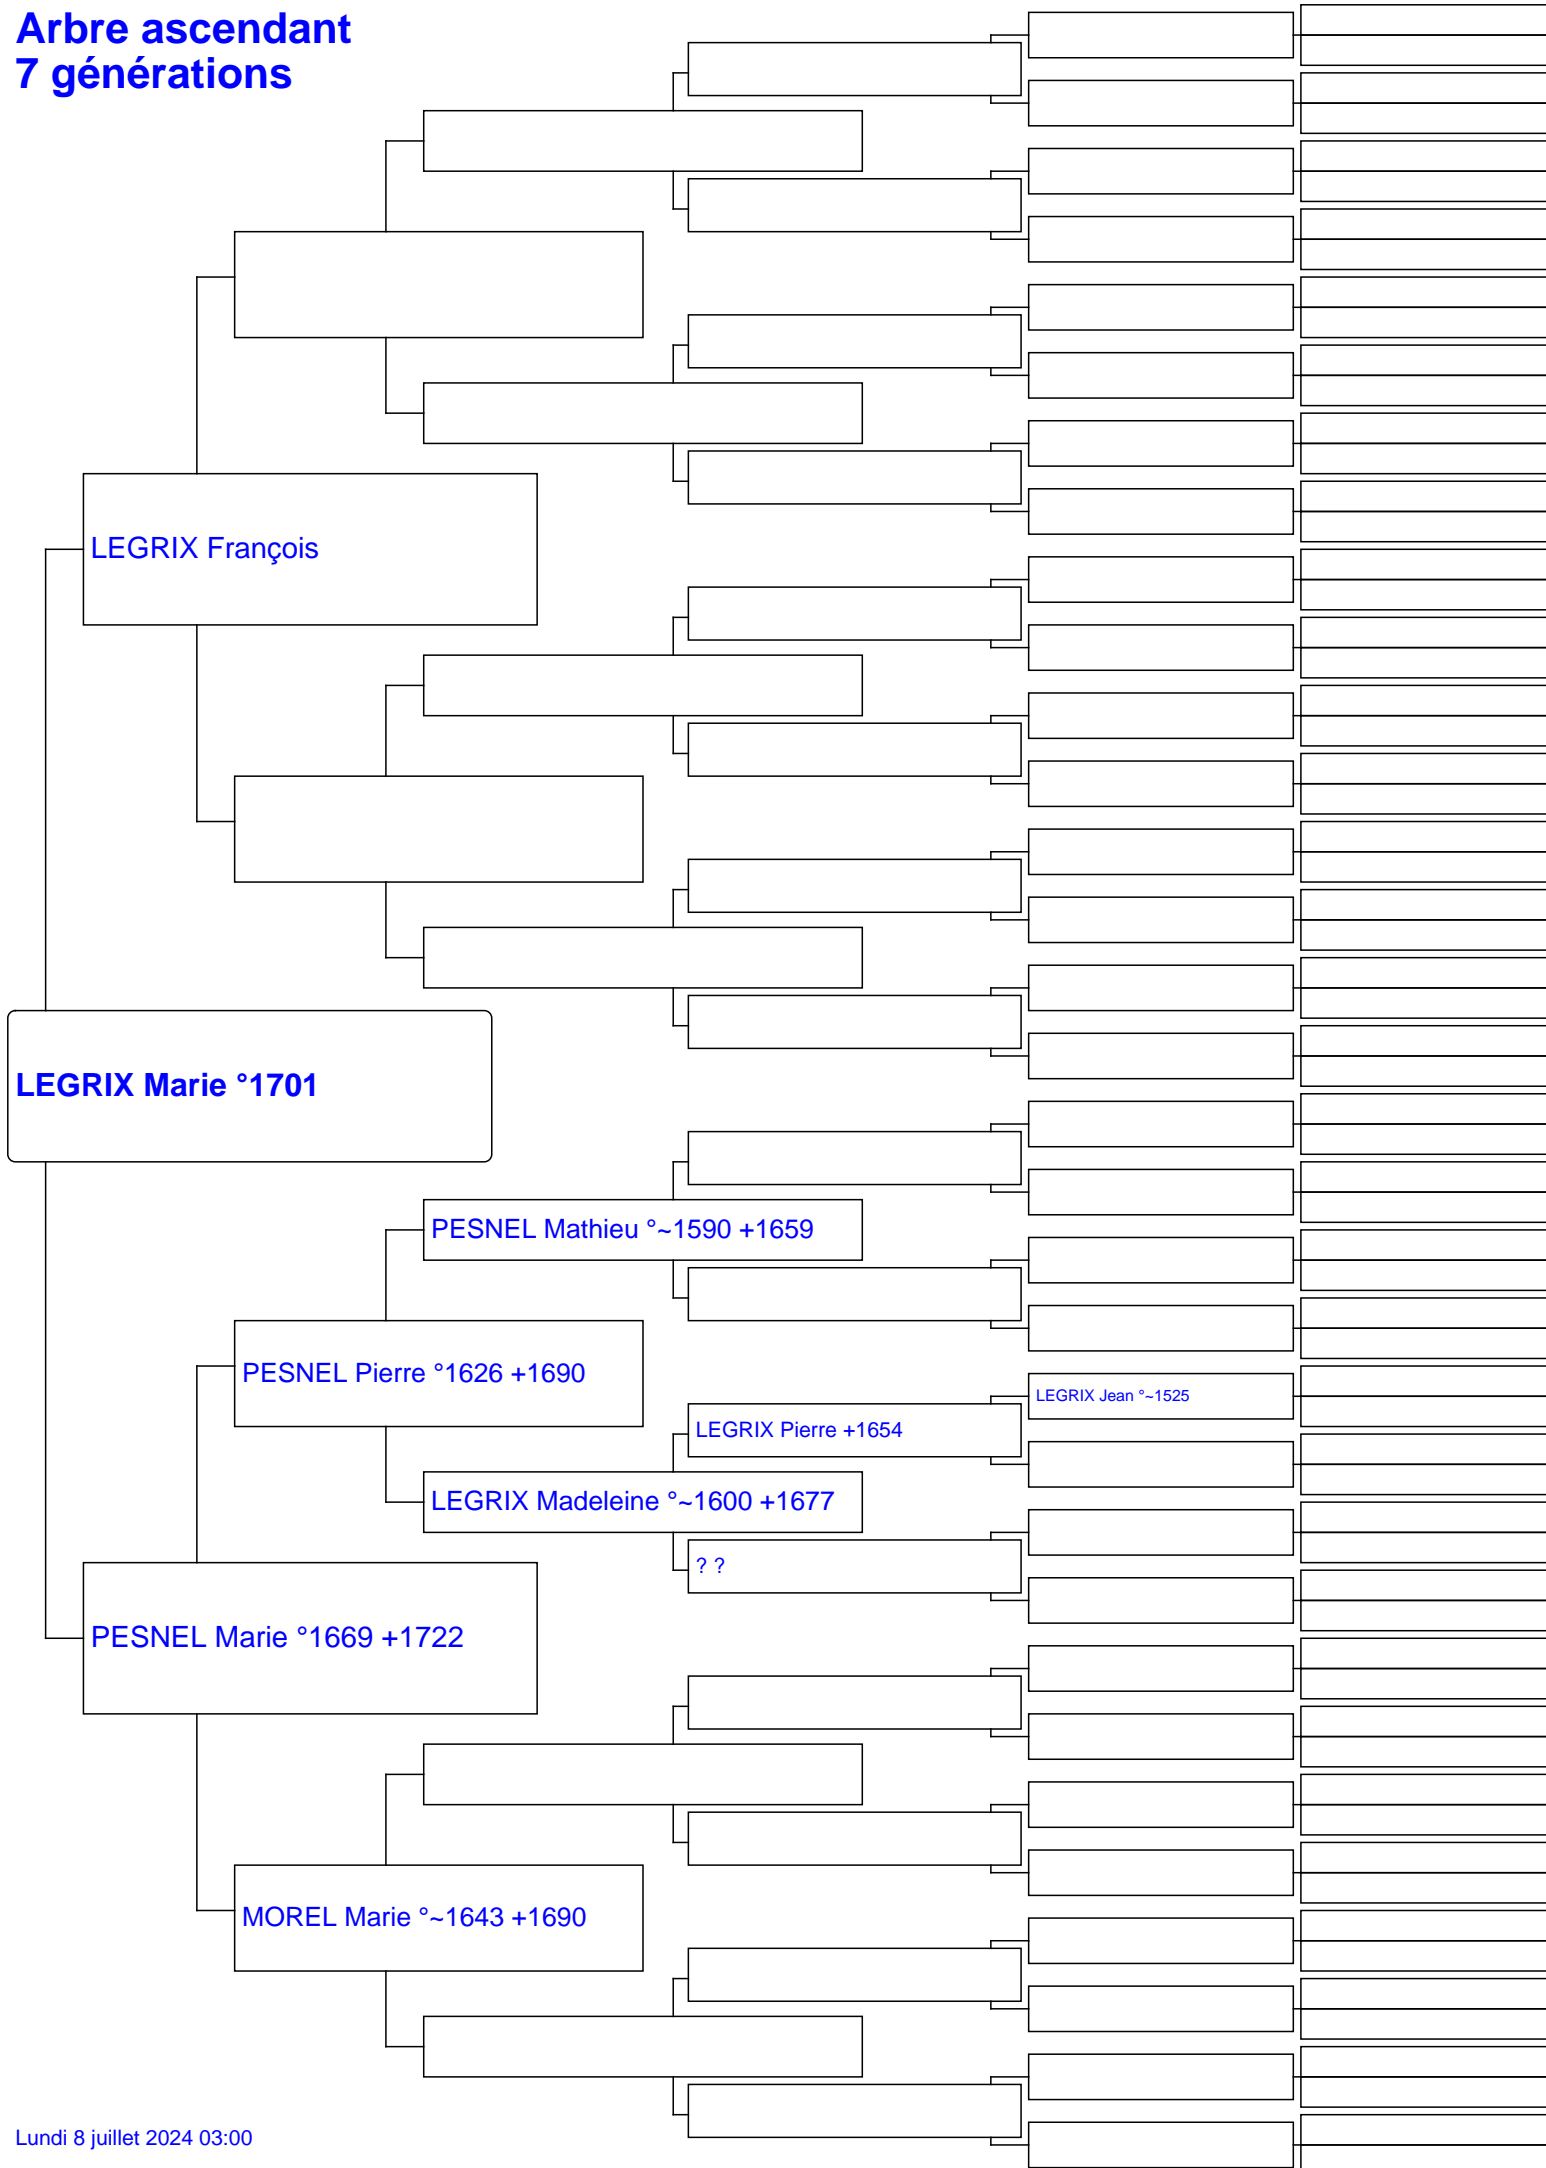 Arbre ascendant
7 générations
LEGRIX François
LEGRIX Marie °1701
PESNEL Mathieu °~1590 +1659
PESNEL Pierre °1626 +1690
LEGRIX Jean °~1525
LEGRIX Pierre +1654
LEGRIX Madeleine °~1600 +1677
? ?
PESNEL Marie °1669 +1722
MOREL Marie °~1643 +1690
Lundi 8 juillet 2024 03:00